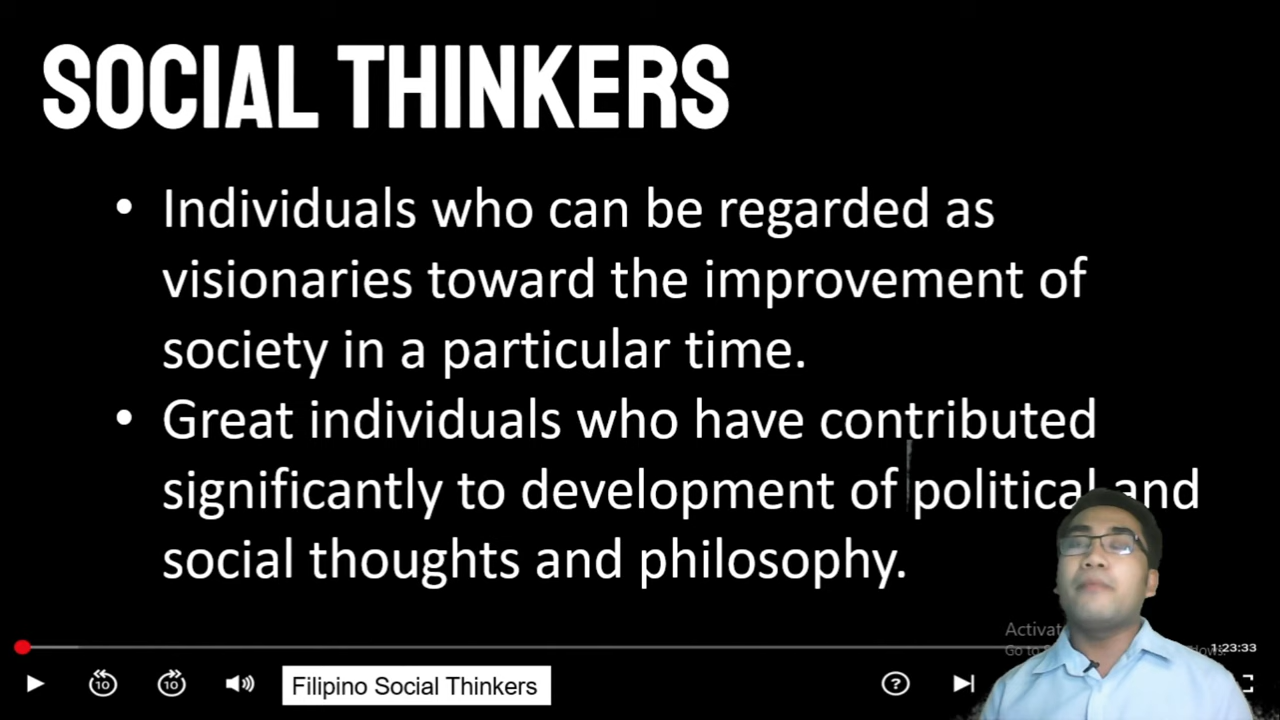 SOCIAL THINKERS
• Individuals who can be regarded as
visionaries toward the improvement of
society in a particular time.
• Great individuals who have contributed
significantly to development of political and
social thoughts and philosophy.
1:23:33
10
10
Filipino Social Thinkers
?